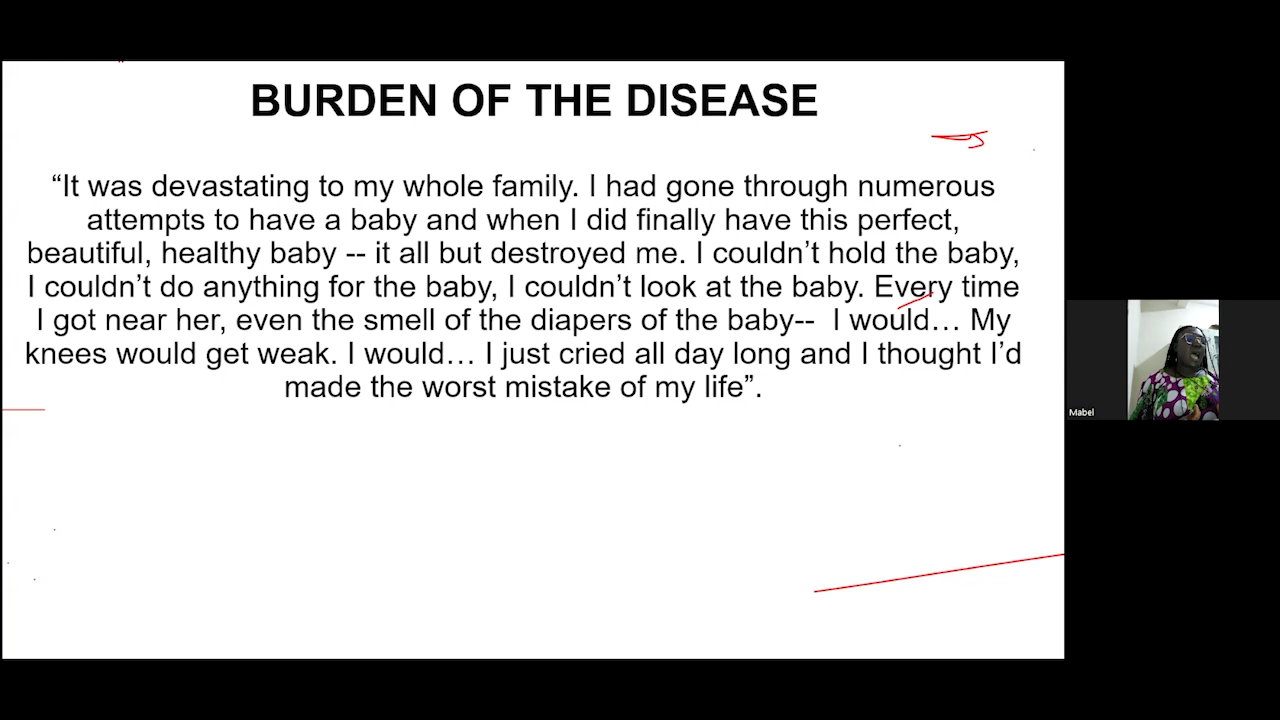 BURDEN OF THE DISEASE
“It was devastating to my whole family. I had gone through numerous
attempts to have a baby and when I did finally have this perfect,
beautiful, healthy baby -- it all but destroyed me. I couldn’t hold the baby,
I couldn’t do anything for the baby, I couldn’t look at the baby. Every time
I got near her, even the smell of the diapers of the baby--  I would… My
knees would get weak. I would… I just cried all day long and I thought I’d
made the worst mistake of my life”.
Mabel